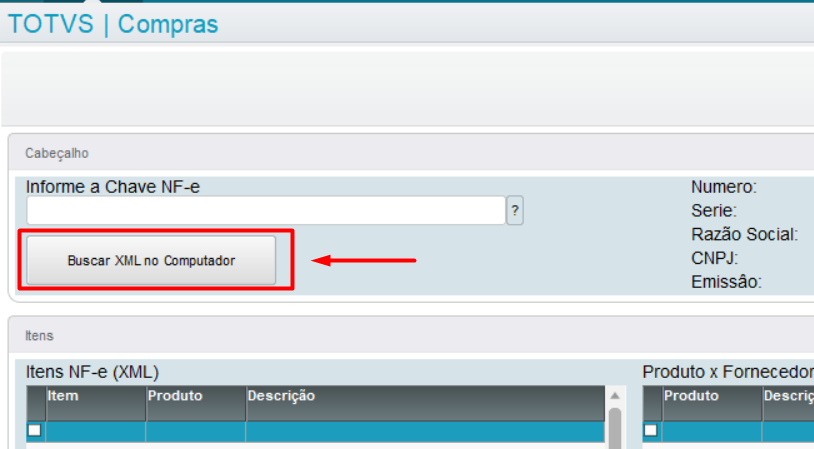 TOTVS | Compras
Cabeçalho
Informe a Chave NF-e
?
Buscar XML no Computador
Numero:
Serie:
Razão Social:
CNPJ:
Emissâo:
Itens
Itens NF-e (XML)
Item Produto Descrição
Produto x Fornecedor
Produto Descriç